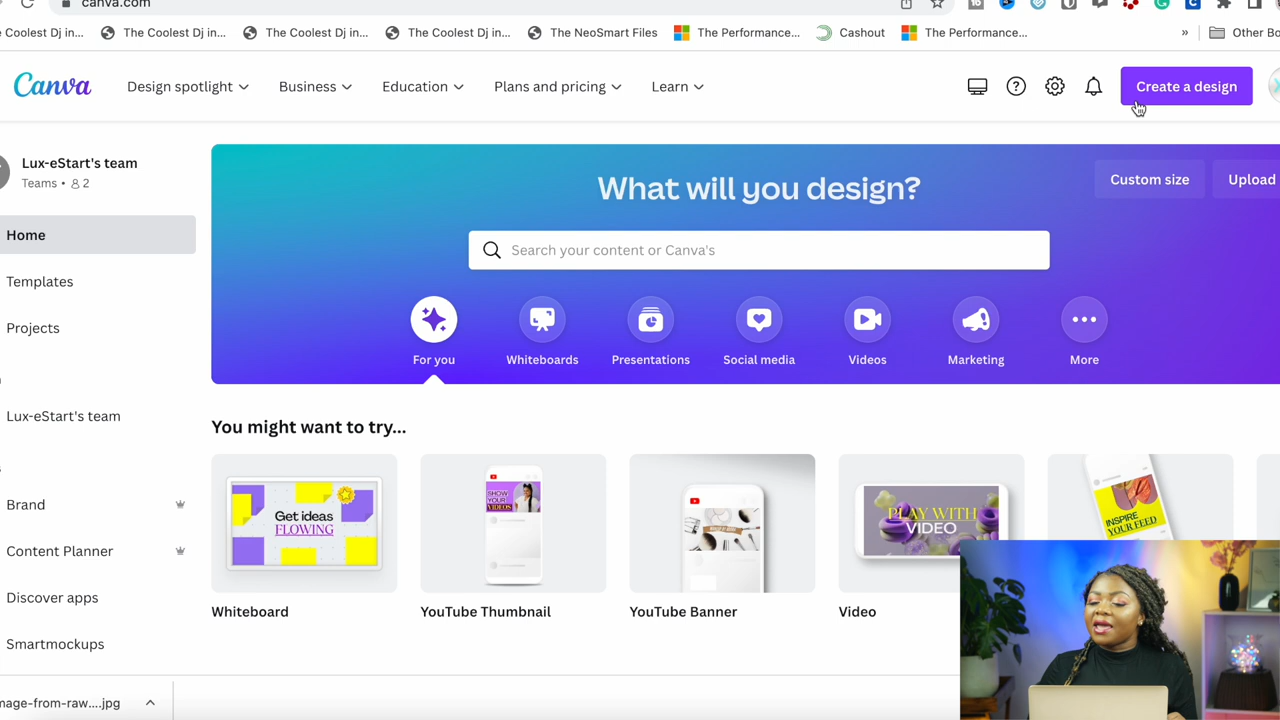 canva.com
e Coolest Dj in...
The Coolest Dj in...
The Coolest Dj in...
The Coolest Dj in...
The NeoSmart Files
The Performance...
Cashout
The Performance...
»
Other Bo
Canva
Design spotlight
Business
Education
Plans and pricing
Learn
Create a design
Lux-eStart's team
Teams • 2
Home
Templates
Projects
Lux-eStart's team
Brand
Content Planner
Discover apps
Smartmockups
What will you design?
Custom size
Upload
Search your content or Canva's
For you
Whiteboards
Presentations
Social media
Videos
Marketing
More
You might want to try...
Get ideas
FLOWING
SHOW
YOUR
VIDEOS
PLAY WITH
VIDEO
INSPIRE
YOUR FEED
Whiteboard
YouTube Thumbnail
YouTube Banner
Video
mage-from-raw....jpg